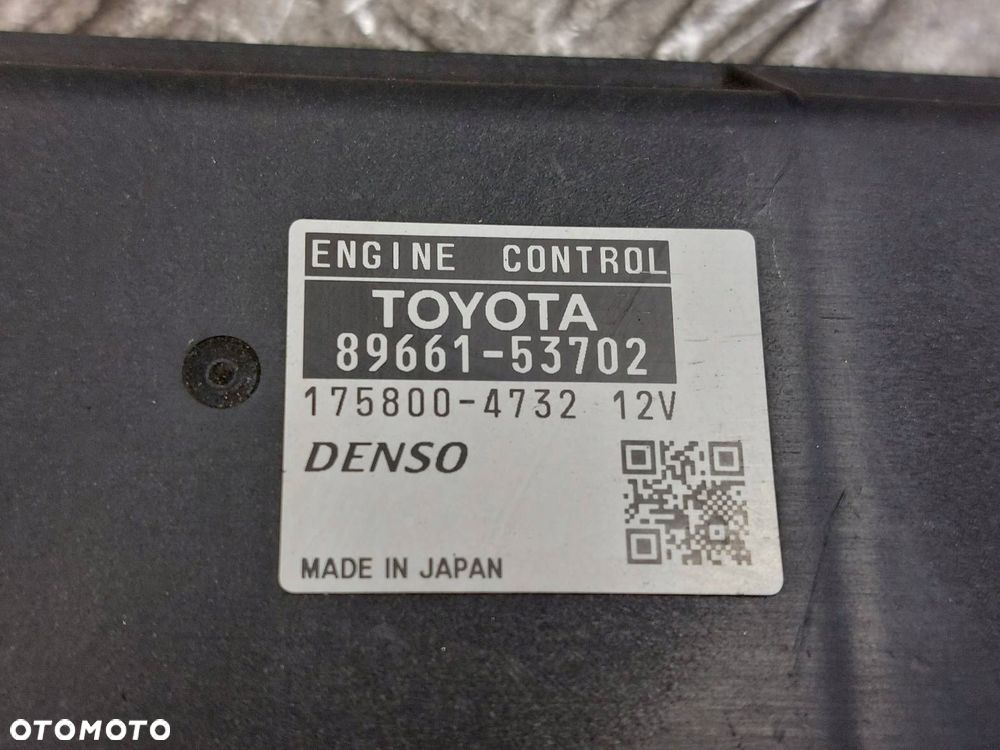 ENGINE CONTROL
TOYOTA
89661-53702
175800-4732 12V
DENSO
MADE IN JAPAN
OTOMOTO